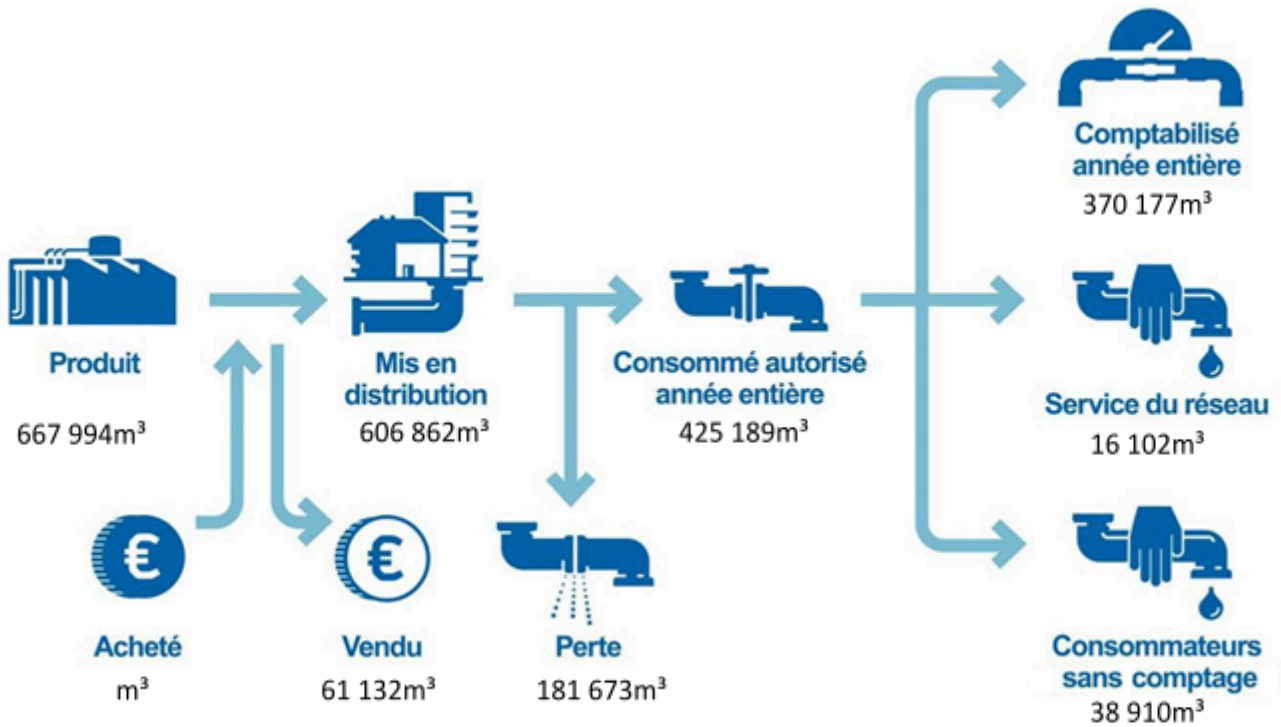 Comptabilisé
année entière
370 177m³
Produit
667 994m³
Mis en
distribution
606 862m³
Consommé autorisé
année entière
425 189m³
Service du réseau
16 102m³
€
Acheté
m³
€
Vendu
61 132m³
Perte
181 673m³
Consommateurs
sans comptage
38 910m³